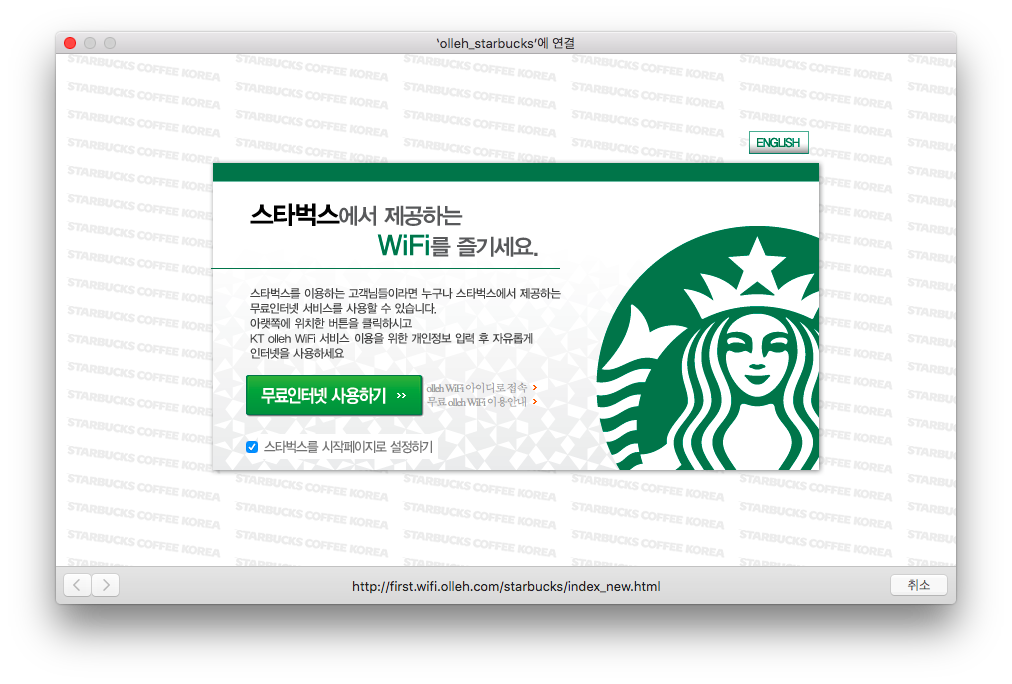 ‘olleh_starbucks’에 연결
STARBUCKS COFFEE KOREA
ENGLISH
스타벅스에서 제공하는
WiFi를 즐기세요.
스타벅스를 이용하는 고객님들이라면 누구나 스타벅스에서 제공하는
무료인터넷 서비스를 사용할 수 있습니다.
아랫쪽에 위치한 버튼을 클릭하시고
KT olleh WiFi 서비스 이용을 위한 개인정보 입력 후 자유롭게
인터넷을 사용하세요
무료인터넷 사용하기 ››
olleh WiFi 아이디로 접속 ›
무료 olleh WiFi 이용안내 ›
스타벅스를 시작페이지로 설정하기
http://first.wifi.olleh.com/starbucks/index_new.html
취소